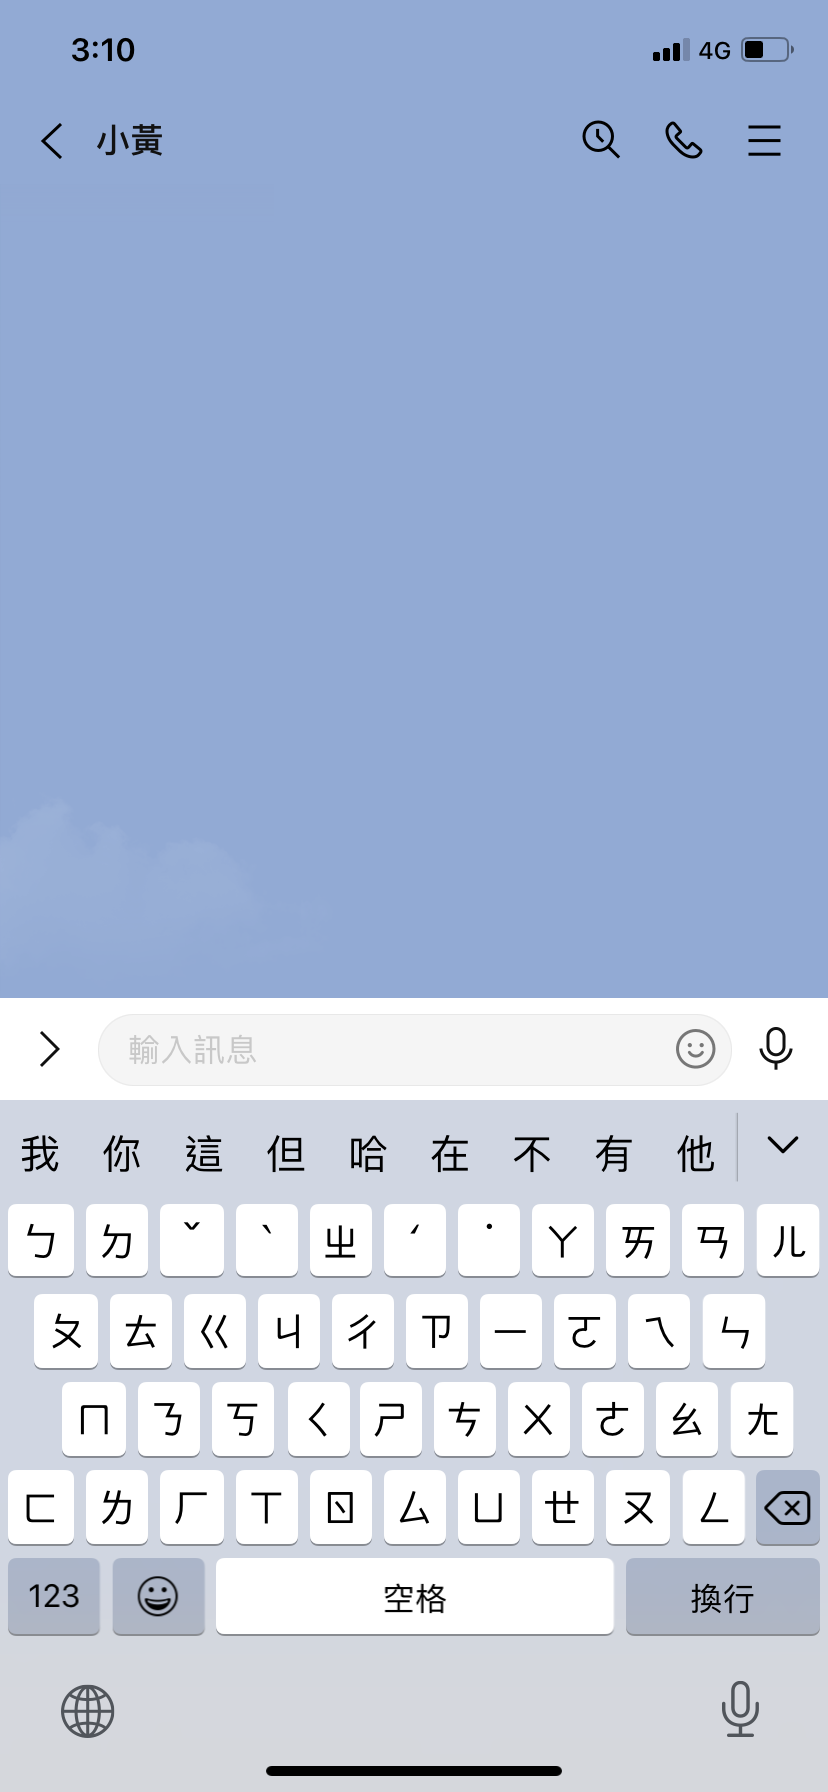 3:10 4G
小黃
輸入訊息
我 你 這 但 哈 在 不 有 他
ㄅ ㄉ ˇ ˋ ㄓ ˊ ˙ ㄚ ㄞ ㄢ ㄦ
ㄆ ㄊ ㄍ ㄐ ㄔ ㄗ ㄧ ㄛ ㄟ ㄣ
ㄇ ㄋ ㄎ ㄑ ㄕ ㄘ ㄨ ㄜ ㄠ ㄤ
ㄈ ㄌ ㄏ ㄒ ㄖ ㄙ ㄩ ㄝ ㄡ ㄥ
123 空格 換行